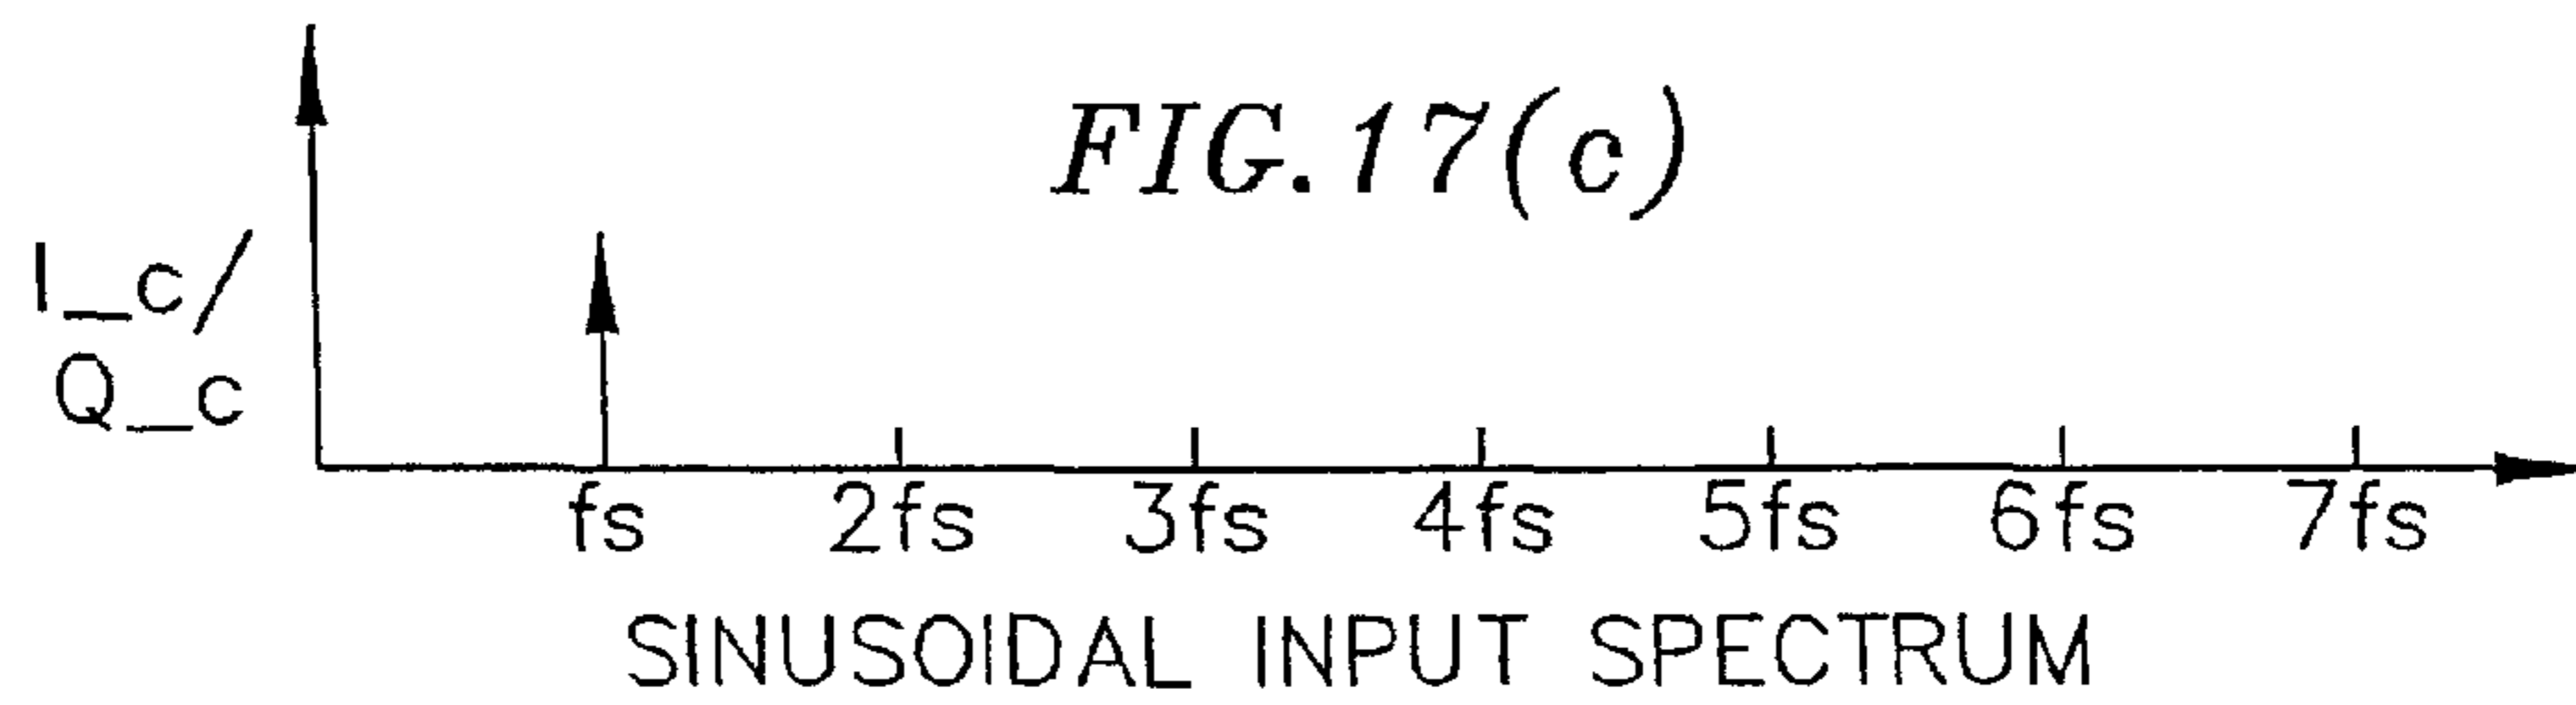 FIG.17(c)
I_c/
Q_c
fs 2fs 3fs 4fs 5fs 6fs 7fs
SINUSOIDAL INPUT SPECTRUM